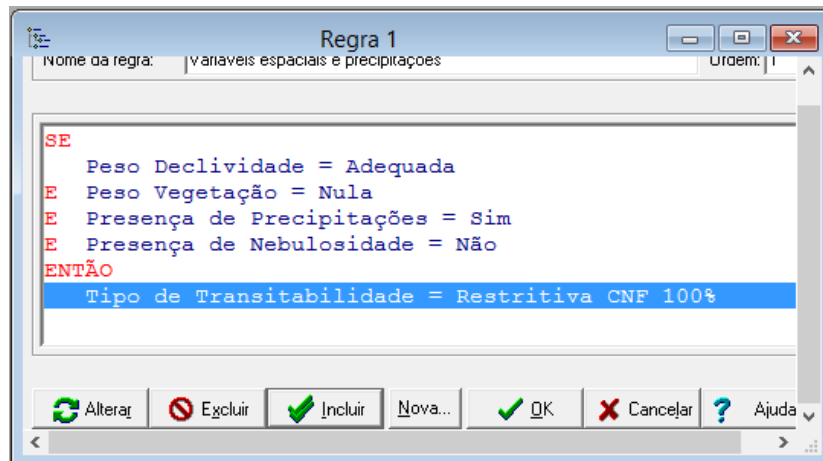 Regra 1
Nome da regra: Variáveis espaciais e precipitações Ordem: 1
SE
Peso Declividade = Adequada
E Peso Vegetação = Nula
E Presença de Precipitações = Sim
E Presença de Nebulosidade = Não
ENTÃO
Tipo de Transitabilidade = Restritiva CNF 100%
Alterar Excluir Incluir Nova... OK Cancelar Ajuda